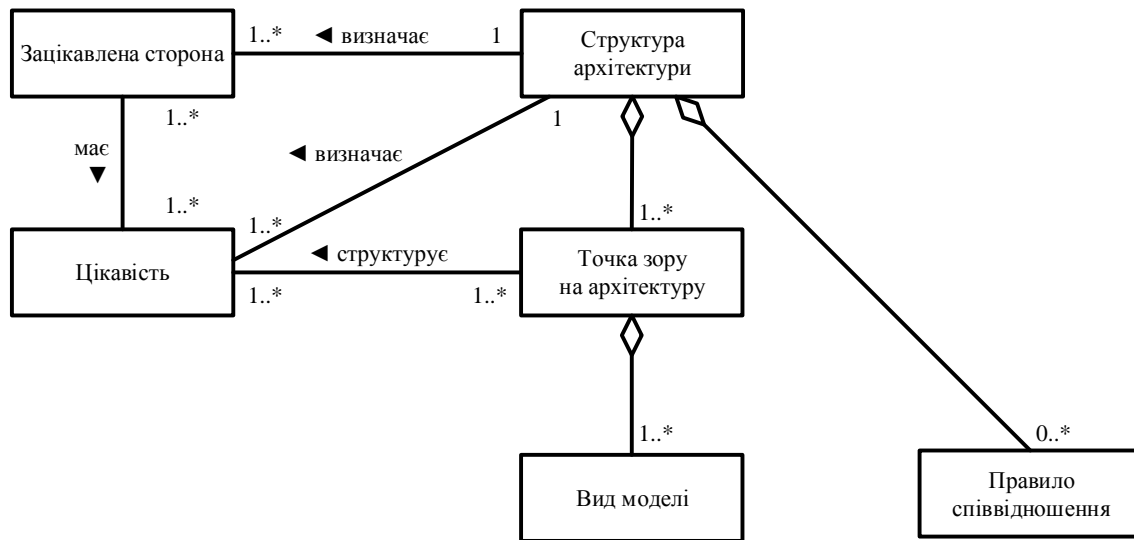 1..*
◄ визначає
1
Зацікавлена сторона
Структура
архітектури
1..*
1
має
▼
◄ визначає
1..*
1..*
1..*
Цікавість
◄ структурує
Точка зору
на архітектуру
1..*
1..*
1..*
0..*
Вид моделі
Правило
співвідношення